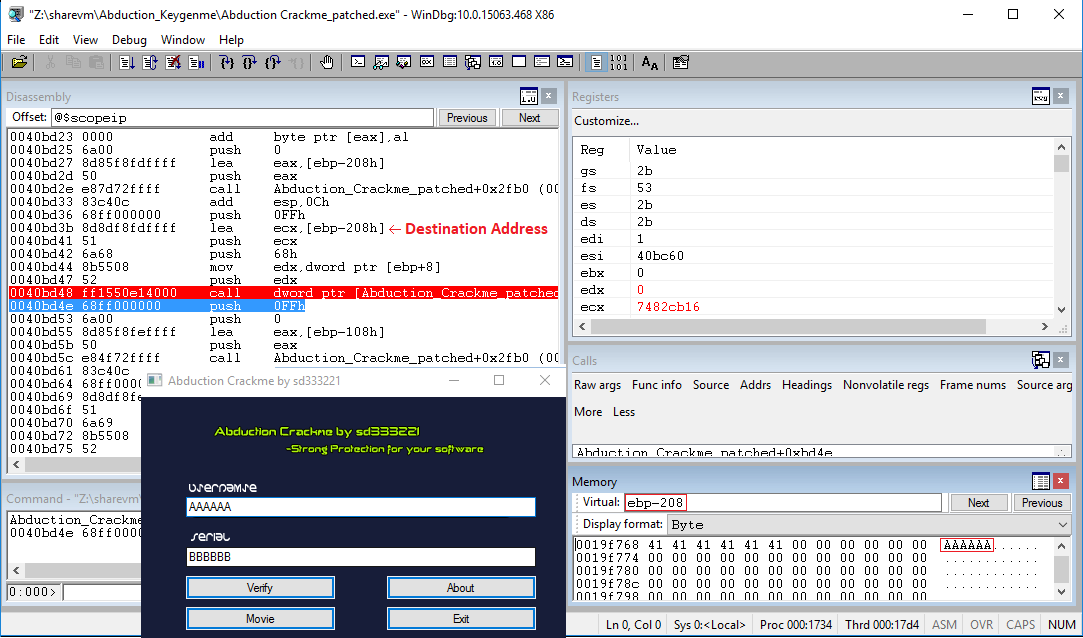 "Z:\sharevm\Abduction_Keygenme\Abduction Crackme_patched.exe" - WinDbg:10.0.15063.468 X86
File Edit View Debug Window Help
Disassembly
Offset: @$scopeip Previous Next
0040bd23 0000 add byte ptr [eax],al
0040bd25 6a00 push 0
0040bd27 8d85f8fdffff lea eax,[ebp-208h]
0040bd2d 50 push eax
0040bd2e e87d72ffff call Abduction_Crackme_patched+0x2fb0 (00
0040bd33 83c40c add esp,0Ch
0040bd36 68ff000000 push 0FFh
0040bd3b 8d8df8fdffff lea ecx,[ebp-208h] ← Destination Address
0040bd41 51 push ecx
0040bd42 6a68 push 68h
0040bd44 8b5508 mov edx,dword ptr [ebp+8]
0040bd47 52 push edx
0040bd48 ff1550e14000 call dword ptr [Abduction_Crackme_patched
0040bd4e 68ff000000 push 0FFh
0040bd53 6a00 push 0
0040bd55 8d85f8feffff lea eax,[ebp-108h]
0040bd5b 50 push eax
0040bd5c e84f72ffff call Abduction_Crackme_patched+0x2fb0 (00
0040bd61 83c40c
0040bd64 68ff0000
0040bd69 8d8df8fe
0040bd6f 51
0040bd70 6a69
0040bd72 8b5508
0040bd75 52
Command - "Z:\sharevm
Abduction_Crackme
0040bd4e 68ff000
0:000>
Abduction Crackme by sd333221
Abduction Crackme by sd333221
-Strong Protection for your software
Username
AAAAAA
Serial
BBBBBB
Verify About
Movie Exit
Registers
Customize...
Reg Value
gs 2b
fs 53
es 2b
ds 2b
edi 1
esi 40bc60
ebx 0
edx 0
ecx 7482cb16
Calls
Raw args Func info Source Addrs Headings Nonvolatile regs Frame nums Source arg
More Less
Abduction_Crackme_patched+0xbd4e
Memory
Virtual: ebp-208 Next Previous
Display format: Byte
0019f768 41 41 41 41 41 41 00 00 00 00 00 00 AAAAAA......
0019f774 00 00 00 00 00 00 00 00 00 00 00 00 ............
0019f780 00 00 00 00 00 00 00 00 00 00 00 00 ............
0019f78c 00 00 00 00 00 00 00 00 00 00 00 00 ............
0019f798 00 00 00 00 00 00 00 00 00 00 00 00 ............
Ln 0, Col 0 Sys 0:<Local> Proc 000:1734 Thrd 000:17d4 ASM OVR CAPS NUM